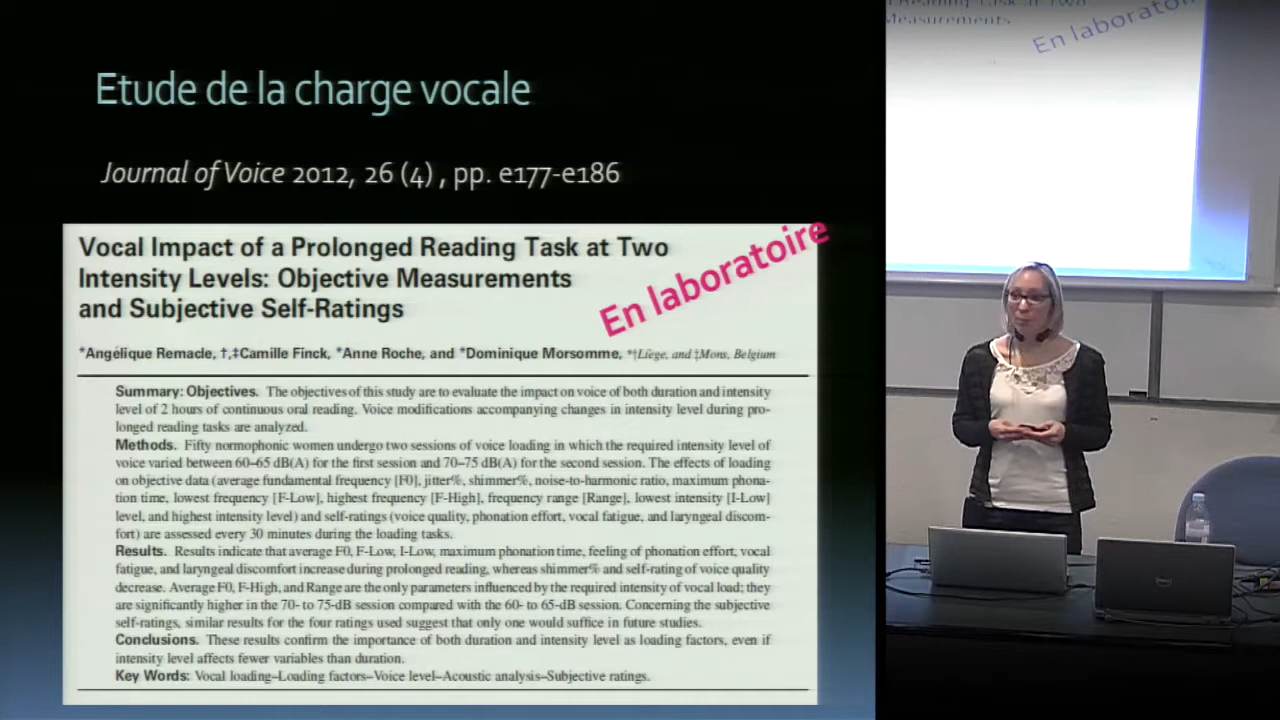 Etude de la charge vocale
Journal of Voice 2012, 26 (4) , pp. e177-e186
Vocal Impact of a Prolonged Reading Task at Two
Intensity Levels: Objective Measurements
and Subjective Self-Ratings
En laboratoire
*Angélique Remacle, †,‡Camille Finck, *Anne Roche, and *Dominique Morsomme, *†Liège, and ‡Mons, Belgium
Summary: Objectives. The objectives of this study are to evaluate the impact on voice of both duration and intensity
level of 2 hours of continuous oral reading. Voice modifications accompanying changes in intensity level during pro-
longed reading tasks are analyzed.
Methods. Fifty normophonic women undergo two sessions of voice loading in which the required intensity level of
voice varied between 60–65 dB(A) for the first session and 70–75 dB(A) for the second session. The effects of loading
on objective data (average fundamental frequency [F0], jitter%, shimmer%, noise-to-harmonic ratio, maximum phona-
tion time, lowest frequency [F-Low], highest frequency [F-High], frequency range [Range], lowest intensity [I-Low]
level, and highest intensity level) and self-ratings (voice quality, phonation effort, vocal fatigue, and laryngeal discom-
fort) are assessed every 30 minutes during the loading tasks.
Results. Results indicate that average F0, F-Low, I-Low, maximum phonation time, feeling of phonation effort, vocal
fatigue, and laryngeal discomfort increase during prolonged reading, whereas shimmer% and self-rating of voice quality
decrease. Average F0, F-High, and Range are the only parameters influenced by the required intensity of vocal load; they
are significantly higher in the 70- to 75-dB session compared with the 60- to 65-dB session. Concerning the subjective
self-ratings, similar results for the four ratings used suggest that only one would suffice in future studies.
Conclusions. These results confirm the importance of both duration and intensity level as loading factors, even if
intensity level affects fewer variables than duration.
Key Words: Vocal loading–Loading factors–Voice level–Acoustic analysis–Subjective ratings.
Reading Task at Two
Measurements
En laboratoir